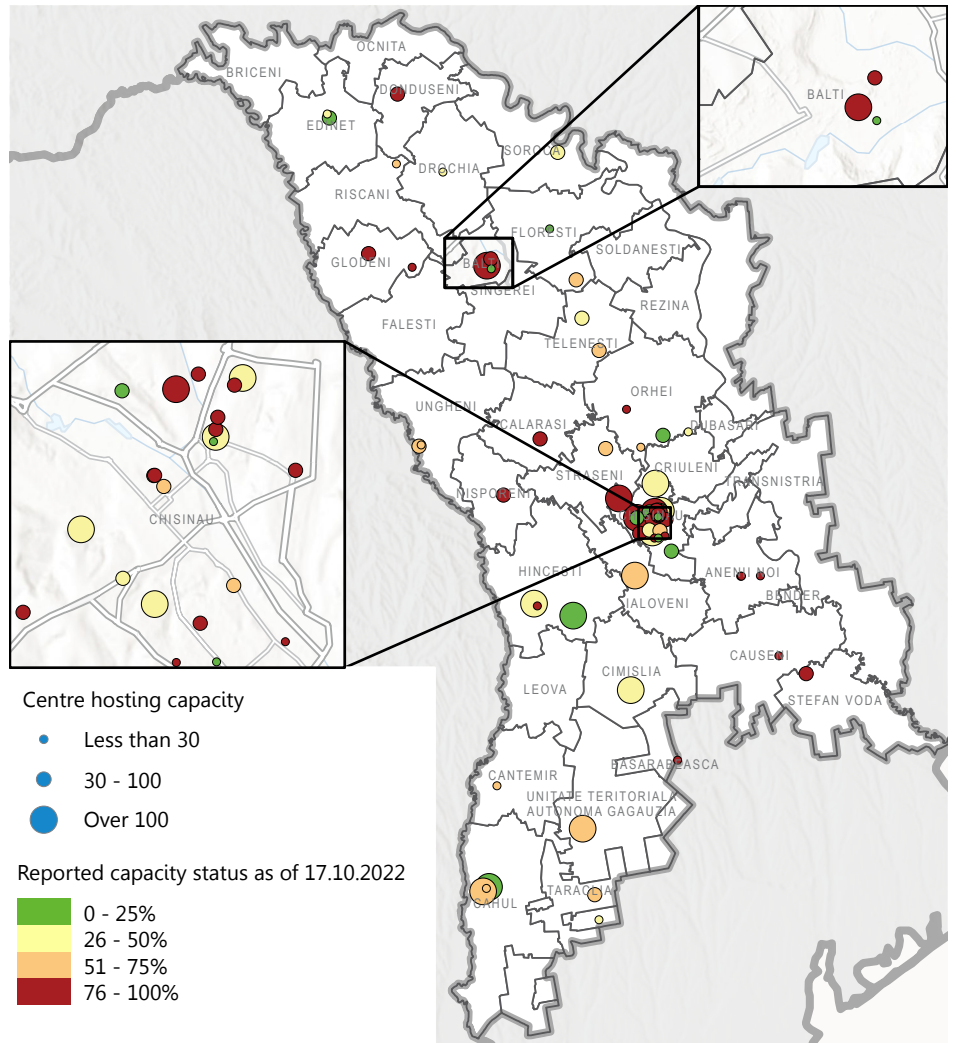 OCNITA
BRICENI
DONDUSENI
EDINET
SOROCA
DROCHIA
RISCANI
FLORESTI
SOLDANESTI
GLODENI
BALTI
SINGEREI
REZINA
FALESTI
TELENESTI
ORHEI
UNGHENI
CALARASI
DUBASARI
STRASENI
CRIULENI
TRANSNISTRIA
NISPORENI
HINCESTI
ANENII NOI
BENDER
IALOVENI
CAUSENI
CIMISLIA
LEOVA
STEFAN VODA
BASARABEASCA
CANTEMIR
UNITATE TERITORIALA
AUTONOMA GAGAUZIA
TARACLIA
CAHUL
BALTI
CHISINAU
Centre hosting capacity
Less than 30
30 - 100
Over 100
Reported capacity status as of 17.10.2022
0 - 25%
26 - 50%
51 - 75%
76 - 100%